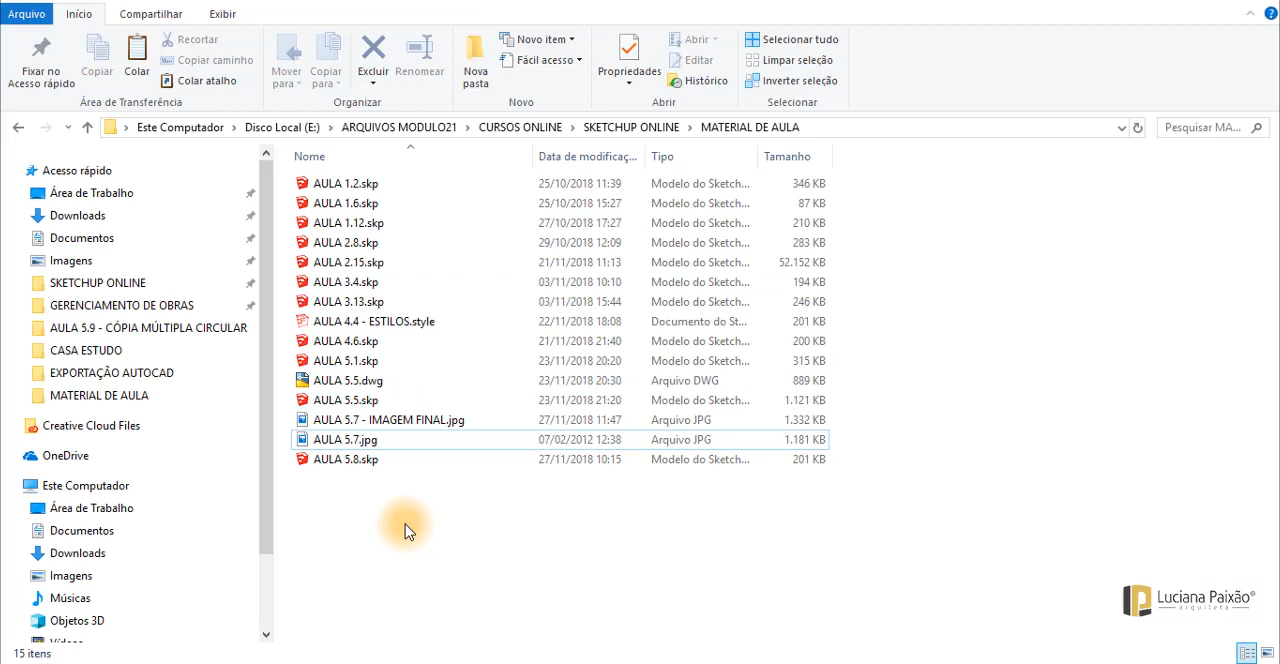 Arquivo Início Compartilhar Exibir
Fixar no Acesso rápido
Copiar
Colar
Recortar
Copiar caminho
Colar atalho
Área de Transferência
Mover para
Copiar para
Excluir
Renomear
Organizar
Nova pasta
Novo item
Fácil acesso
Novo
Propriedades
Abrir
Editar
Histórico
Abrir
Selecionar tudo
Limpar seleção
Inverter seleção
Selecionar
Este Computador > Disco Local (E:) > ARQUIVOS MODULO21 > CURSOS ONLINE > SKETCHUP ONLINE > MATERIAL DE AULA
Pesquisar MA...
Acesso rápido
Área de Trabalho
Downloads
Documentos
Imagens
SKETCHUP ONLINE
GERENCIAMENTO DE OBRAS
AULA 5.9 - CÓPIA MÚLTIPLA CIRCULAR
CASA ESTUDO
EXPORTAÇÃO AUTOCAD
MATERIAL DE AULA
Creative Cloud Files
OneDrive
Este Computador
Área de Trabalho
Documentos
Downloads
Imagens
Músicas
Objetos 3D
Nome Data de modificaç... Tipo Tamanho
AULA 1.2.skp 25/10/2018 11:39 Modelo do Sketch... 346 KB
AULA 1.6.skp 25/10/2018 15:27 Modelo do Sketch... 87 KB
AULA 1.12.skp 27/10/2018 17:27 Modelo do Sketch... 210 KB
AULA 2.8.skp 29/10/2018 12:09 Modelo do Sketch... 283 KB
AULA 2.15.skp 21/11/2018 11:13 Modelo do Sketch... 52.152 KB
AULA 3.4.skp 03/11/2018 10:10 Modelo do Sketch... 194 KB
AULA 3.13.skp 03/11/2018 15:44 Modelo do Sketch... 246 KB
AULA 4.4 - ESTILOS.style 22/11/2018 18:08 Documento do St... 201 KB
AULA 4.6.skp 21/11/2018 21:40 Modelo do Sketch... 200 KB
AULA 5.1.skp 23/11/2018 20:20 Modelo do Sketch... 315 KB
AULA 5.5.dwg 23/11/2018 20:30 Arquivo DWG 889 KB
AULA 5.5.skp 23/11/2018 21:20 Modelo do Sketch... 1.121 KB
AULA 5.7 - IMAGEM FINAL.jpg 27/11/2018 11:47 Arquivo JPG 1.332 KB
AULA 5.7.jpg 07/02/2012 12:38 Arquivo JPG 1.181 KB
AULA 5.8.skp 27/11/2018 10:15 Modelo do Sketch... 201 KB
Luciana Paixão®
arquiteta
15 itens